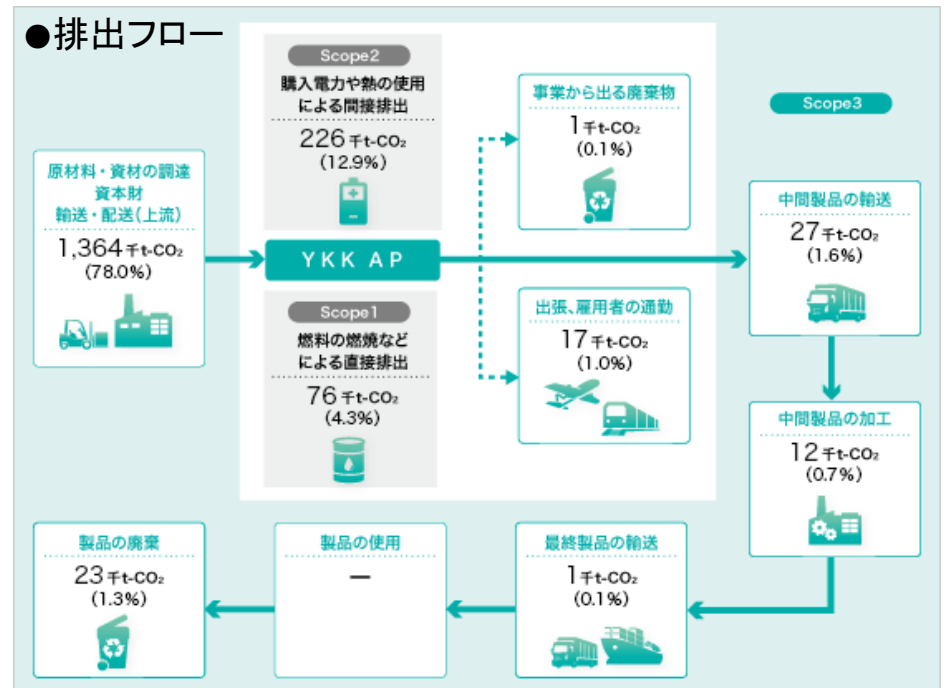 ●排出フロー
Scope2
購入電力や熱の使用
による間接排出
226千t-CO₂
(12.9%)
事業から出る廃棄物
1千t-CO₂
(0.1%)
Scope3
原材料・資材の調達
資本財
輸送・配送(上流)
1,364千t-CO₂
(78.0%)
YKK AP
中間製品の輸送
27千t-CO₂
(1.6%)
Scope1
燃料の燃焼など
による直接排出
76千t-CO₂
(4.3%)
出張、雇用者の通勤
17千t-CO₂
(1.0%)
中間製品の加工
12千t-CO₂
(0.7%)
製品の廃棄
23千t-CO₂
(1.3%)
製品の使用
—
最終製品の輸送
1千t-CO₂
(0.1%)